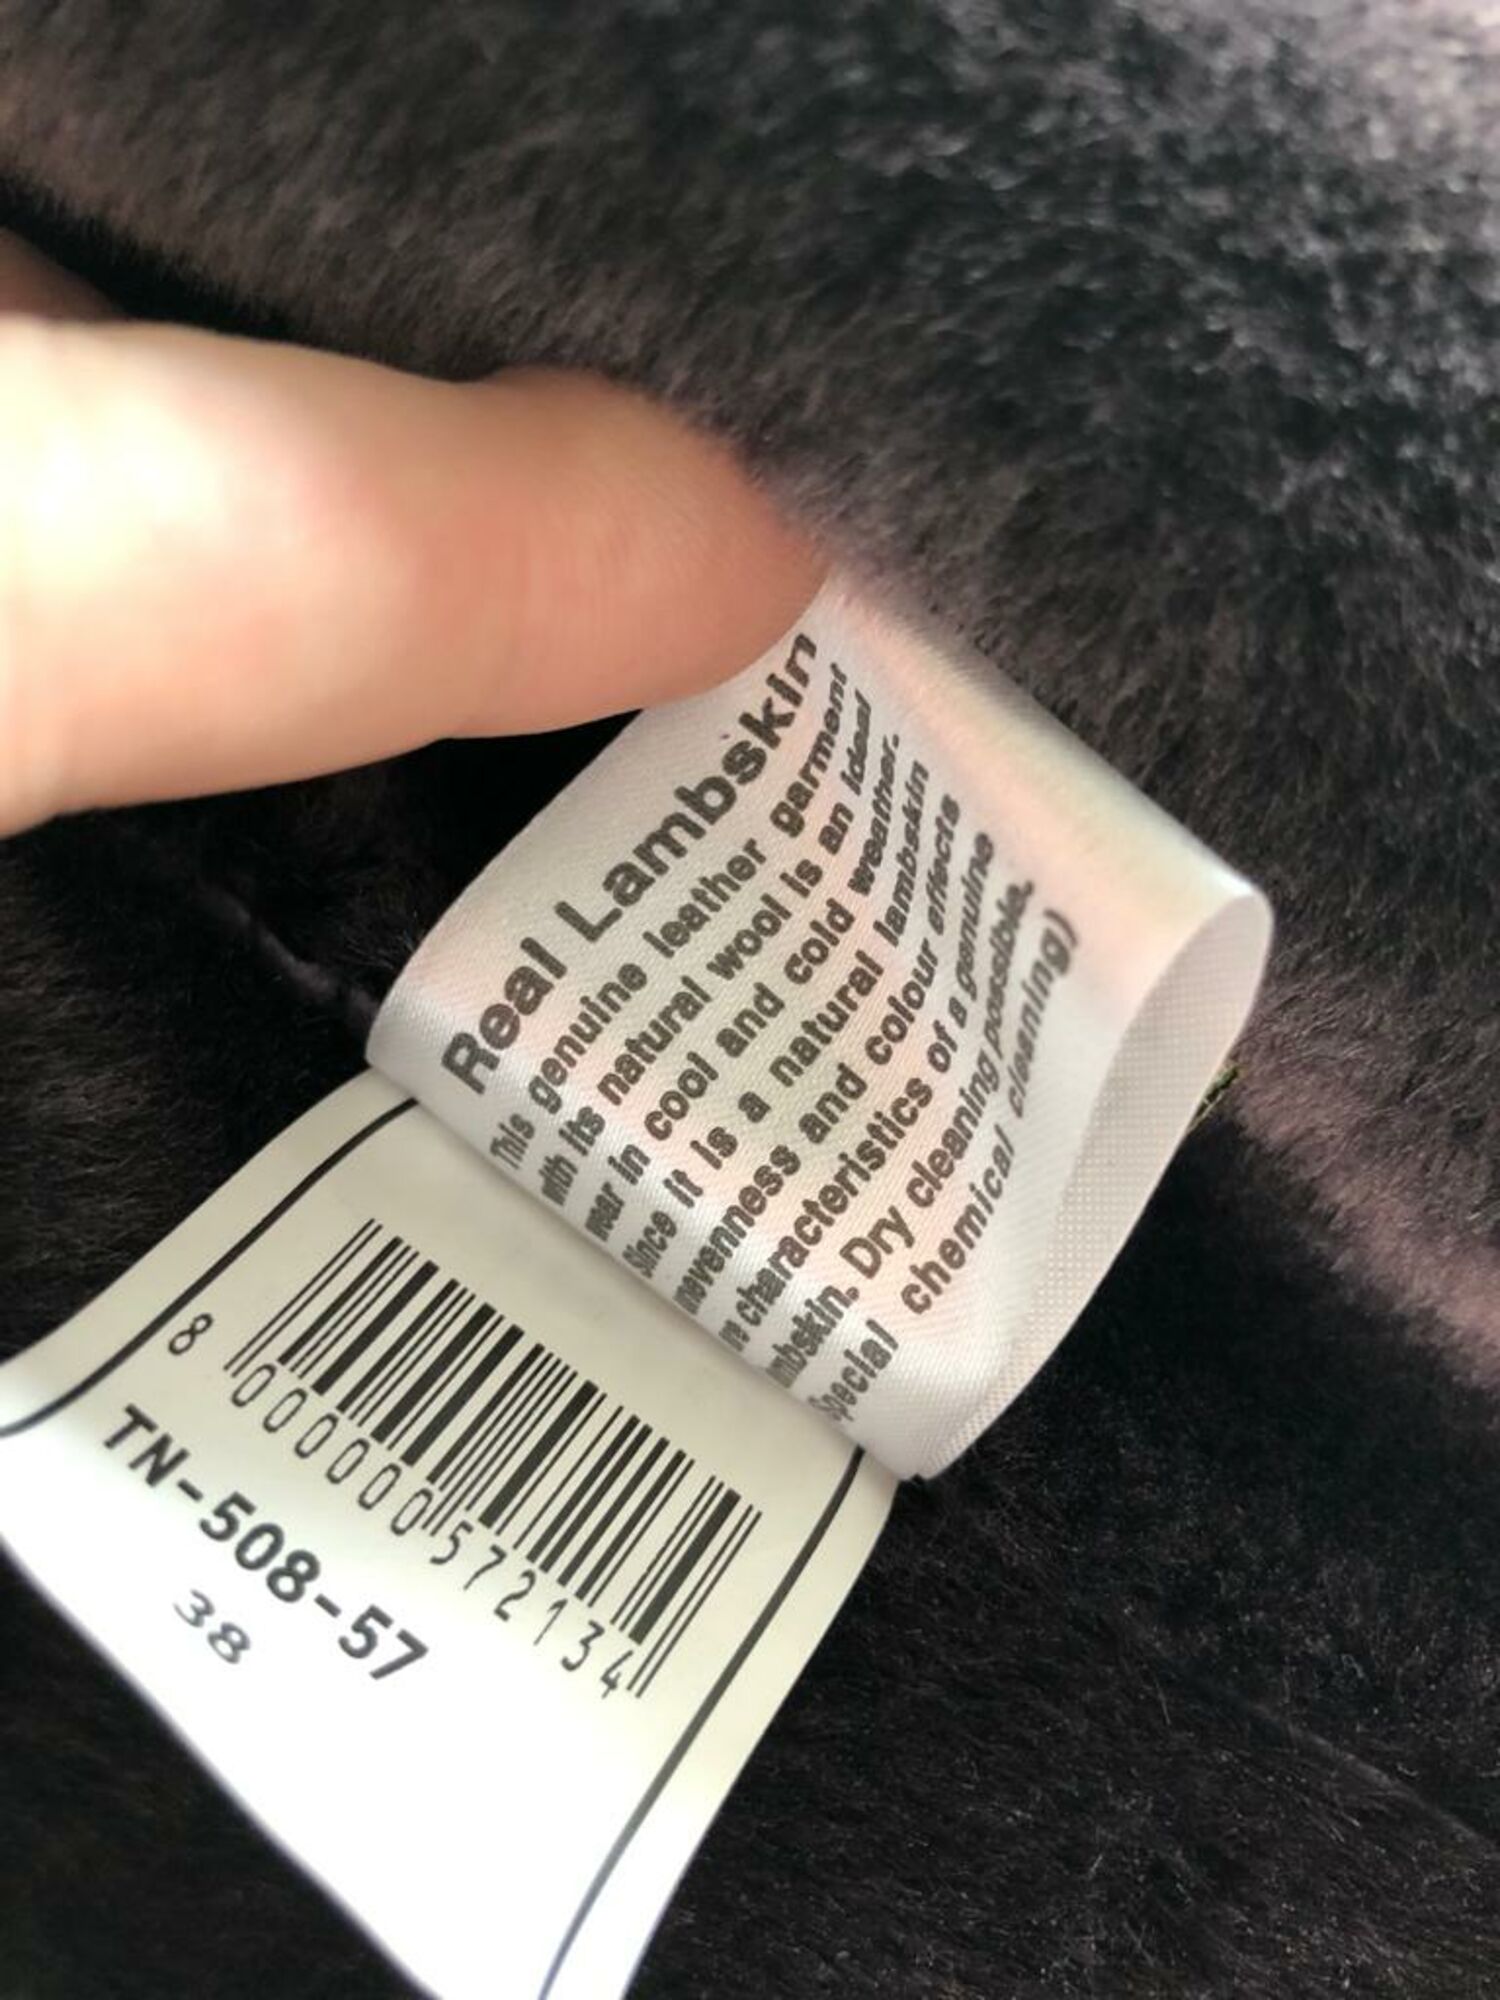 Real Lambskin
This genuine leather garment
with its natural wool is an ideal
wear in cool and cold weather.
Since it is a natural lambskin
unevenness and colour effects
characteristics of a genuine
lambskin. Dry cleaning possible.
Special chemical cleaning)
8 000000 572134
TN-508-57
38